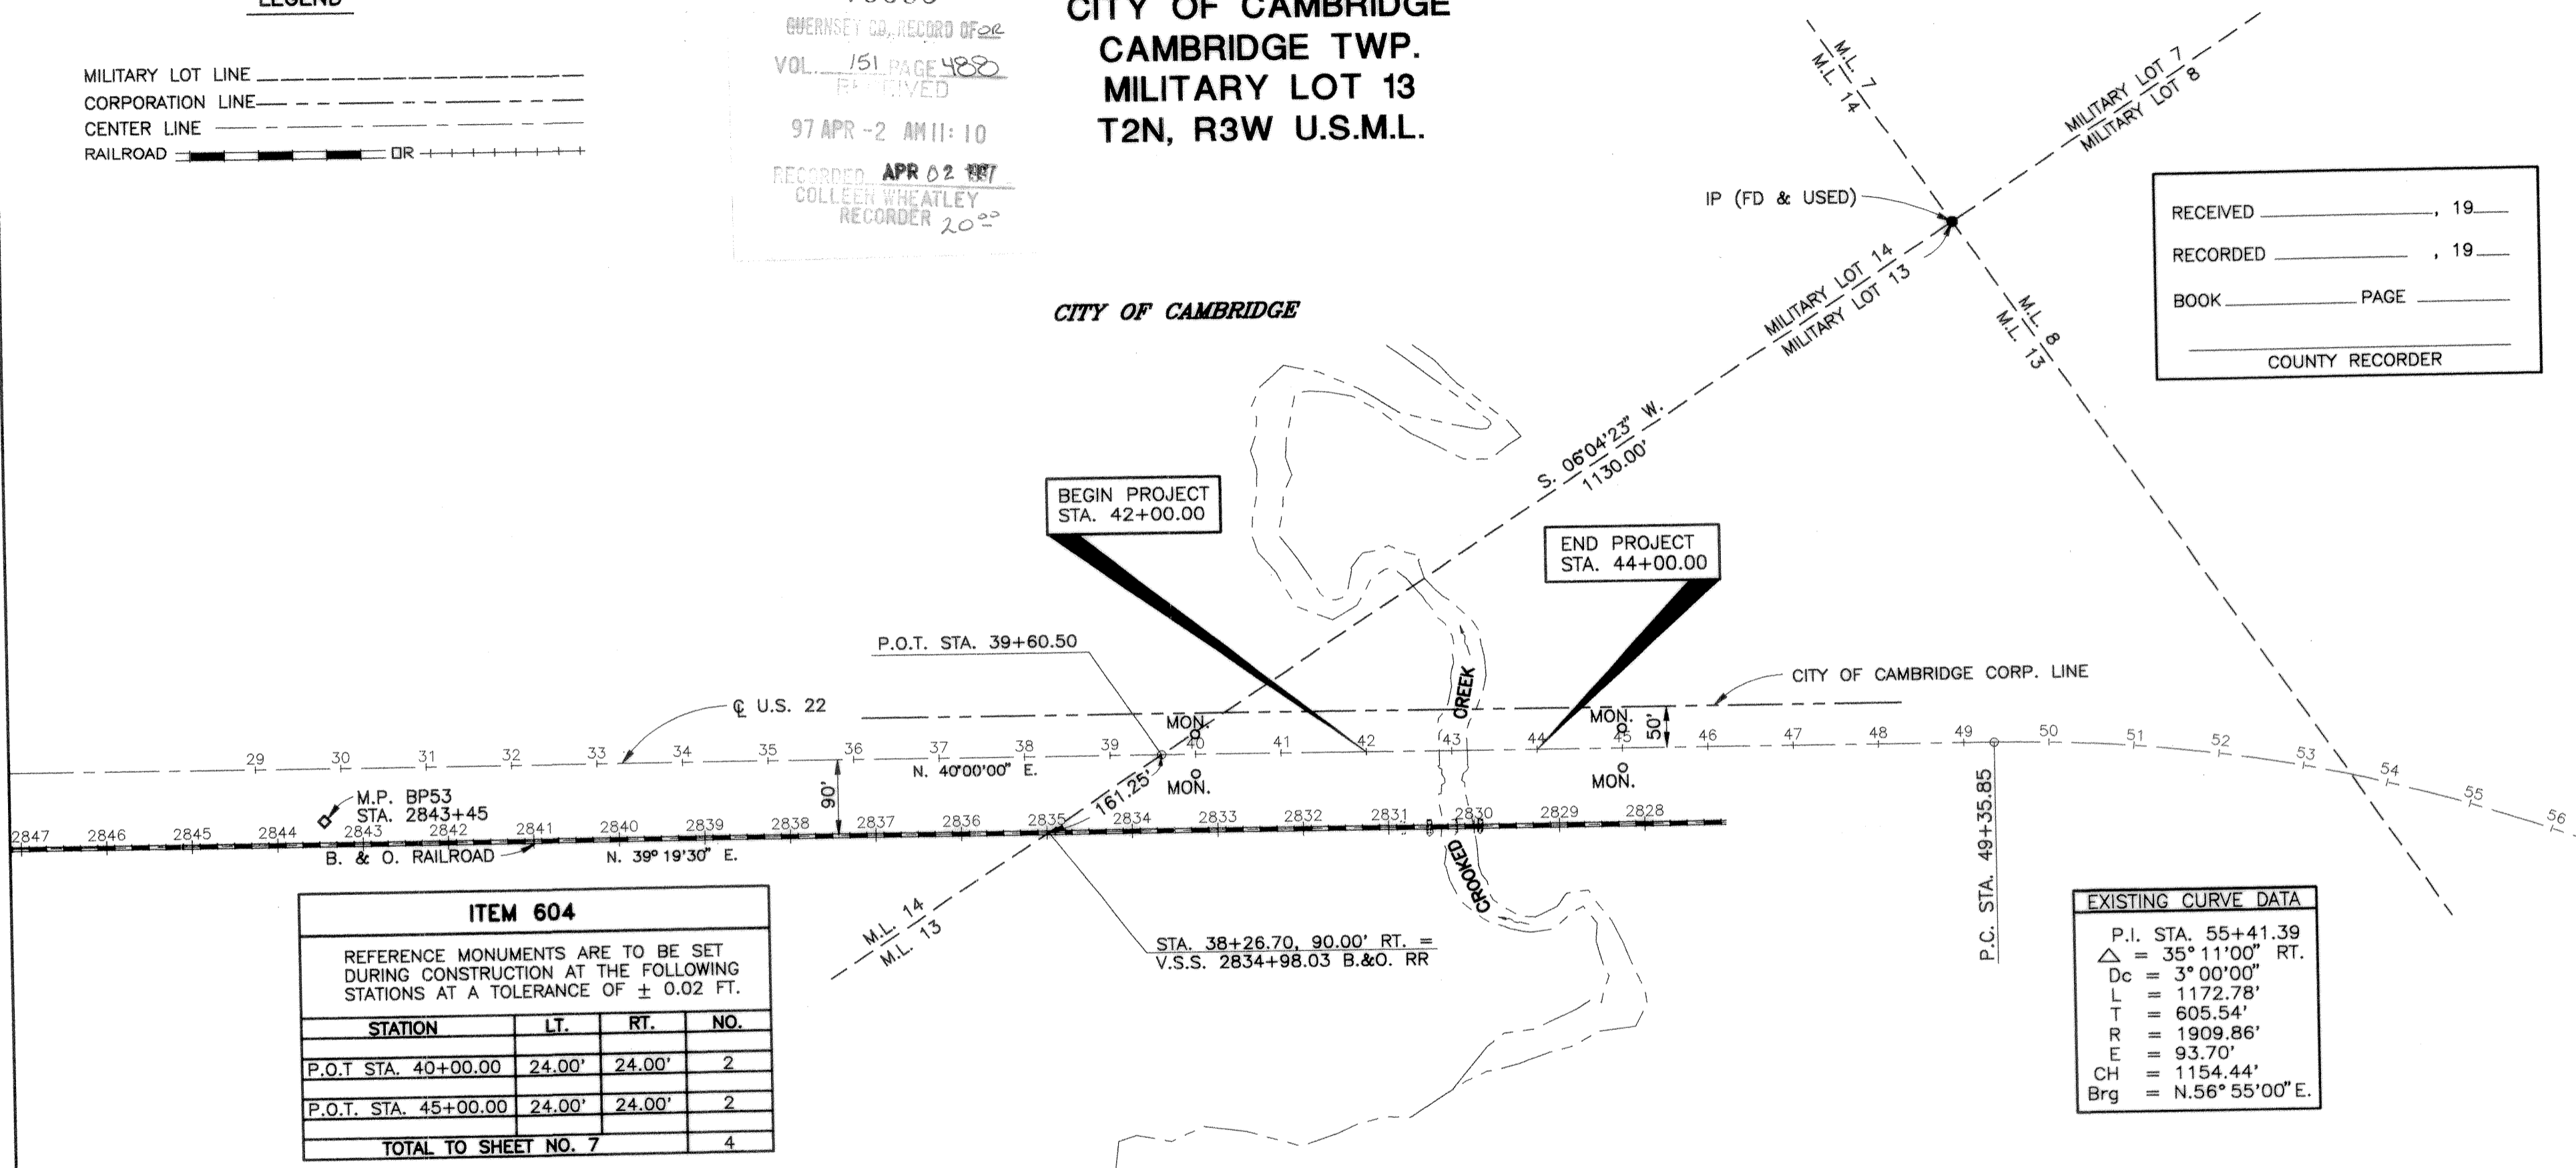 LEGEND
MILITARY LOT LINE
CORPORATION LINE
CENTER LINE
RAILROAD OR
GUERNSEY CO, RECORD OF OR
VOL. 151 PAGE 488
RECEIVED
97 APR -2 AM 11:10
RECORDED APR 02 1997
COLLEEN WHEATLEY
RECORDER 20⁰⁰
CITY OF CAMBRIDGE
CAMBRIDGE TWP.
MILITARY LOT 13
T2N, R3W U.S.M.L.
M.L. 7
M.L. 14
MILITARY LOT 7
MILITARY LOT 8
IP (FD & USED)
RECEIVED , 19
RECORDED , 19
BOOK PAGE
COUNTY RECORDER
MILITARY LOT 14
MILITARY LOT 13
M.L. 8
M.L. 13
CITY OF CAMBRIDGE
S. 06°04'23" W.
1130.00'
BEGIN PROJECT
STA. 42+00.00
END PROJECT
STA. 44+00.00
P.O.T. STA. 39+60.50
℄ U.S. 22
CITY OF CAMBRIDGE CORP. LINE
CREEK
MON.
MON.
50'
29 30 31 32 33 34 35 36 37 38 39 40 41 42 43 44 45 46 47 48 49 50 51 52 53 54 55 56
N. 40°00'00" E.
MON.
MON.
161.25'
90'
M.P. BP53
STA. 2843+45
2847 2846 2845 2844 2843 2842 2841 2840 2839 2838 2837 2836 2835 2834 2833 2832 2831 2830 2829 2828
B. & O. RAILROAD
N. 39° 19'30" E.
CROOKED
P.C. STA. 49+35.85
M.L. 14
M.L. 13
STA. 38+26.70, 90.00' RT. =
V.S.S. 2834+98.03 B.&O. RR
ITEM 604
REFERENCE MONUMENTS ARE TO BE SET
DURING CONSTRUCTION AT THE FOLLOWING
STATIONS AT A TOLERANCE OF ± 0.02 FT.
STATION LT. RT. NO.
P.O.T STA. 40+00.00 24.00' 24.00' 2
P.O.T. STA. 45+00.00 24.00' 24.00' 2
TOTAL TO SHEET NO. 7 4
EXISTING CURVE DATA
P.I. STA. 55+41.39
△ = 35° 11'00" RT.
Dc = 3° 00'00"
L = 1172.78'
T = 605.54'
R = 1909.86'
E = 93.70'
CH = 1154.44'
Brg = N.56° 55'00" E.